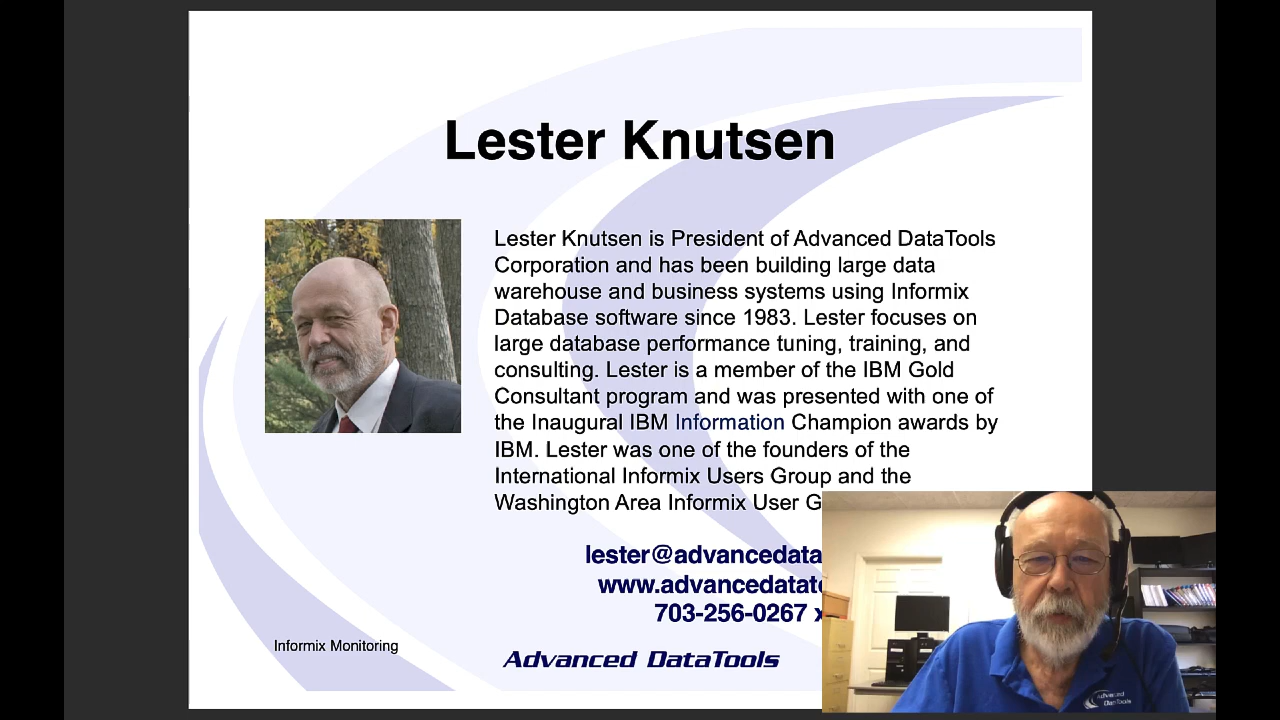 Lester Knutsen
Lester Knutsen is President of Advanced DataTools
Corporation and has been building large data
warehouse and business systems using Informix
Database software since 1983. Lester focuses on
large database performance tuning, training, and
consulting. Lester is a member of the IBM Gold
Consultant program and was presented with one of
the Inaugural IBM Information Champion awards by
IBM. Lester was one of the founders of the
International Informix Users Group and the
Washington Area Informix User G
lester@advancedata
www.advancedatat
703-256-0267 x
Informix Monitoring
Advanced DataTools
Advanced
DataTools